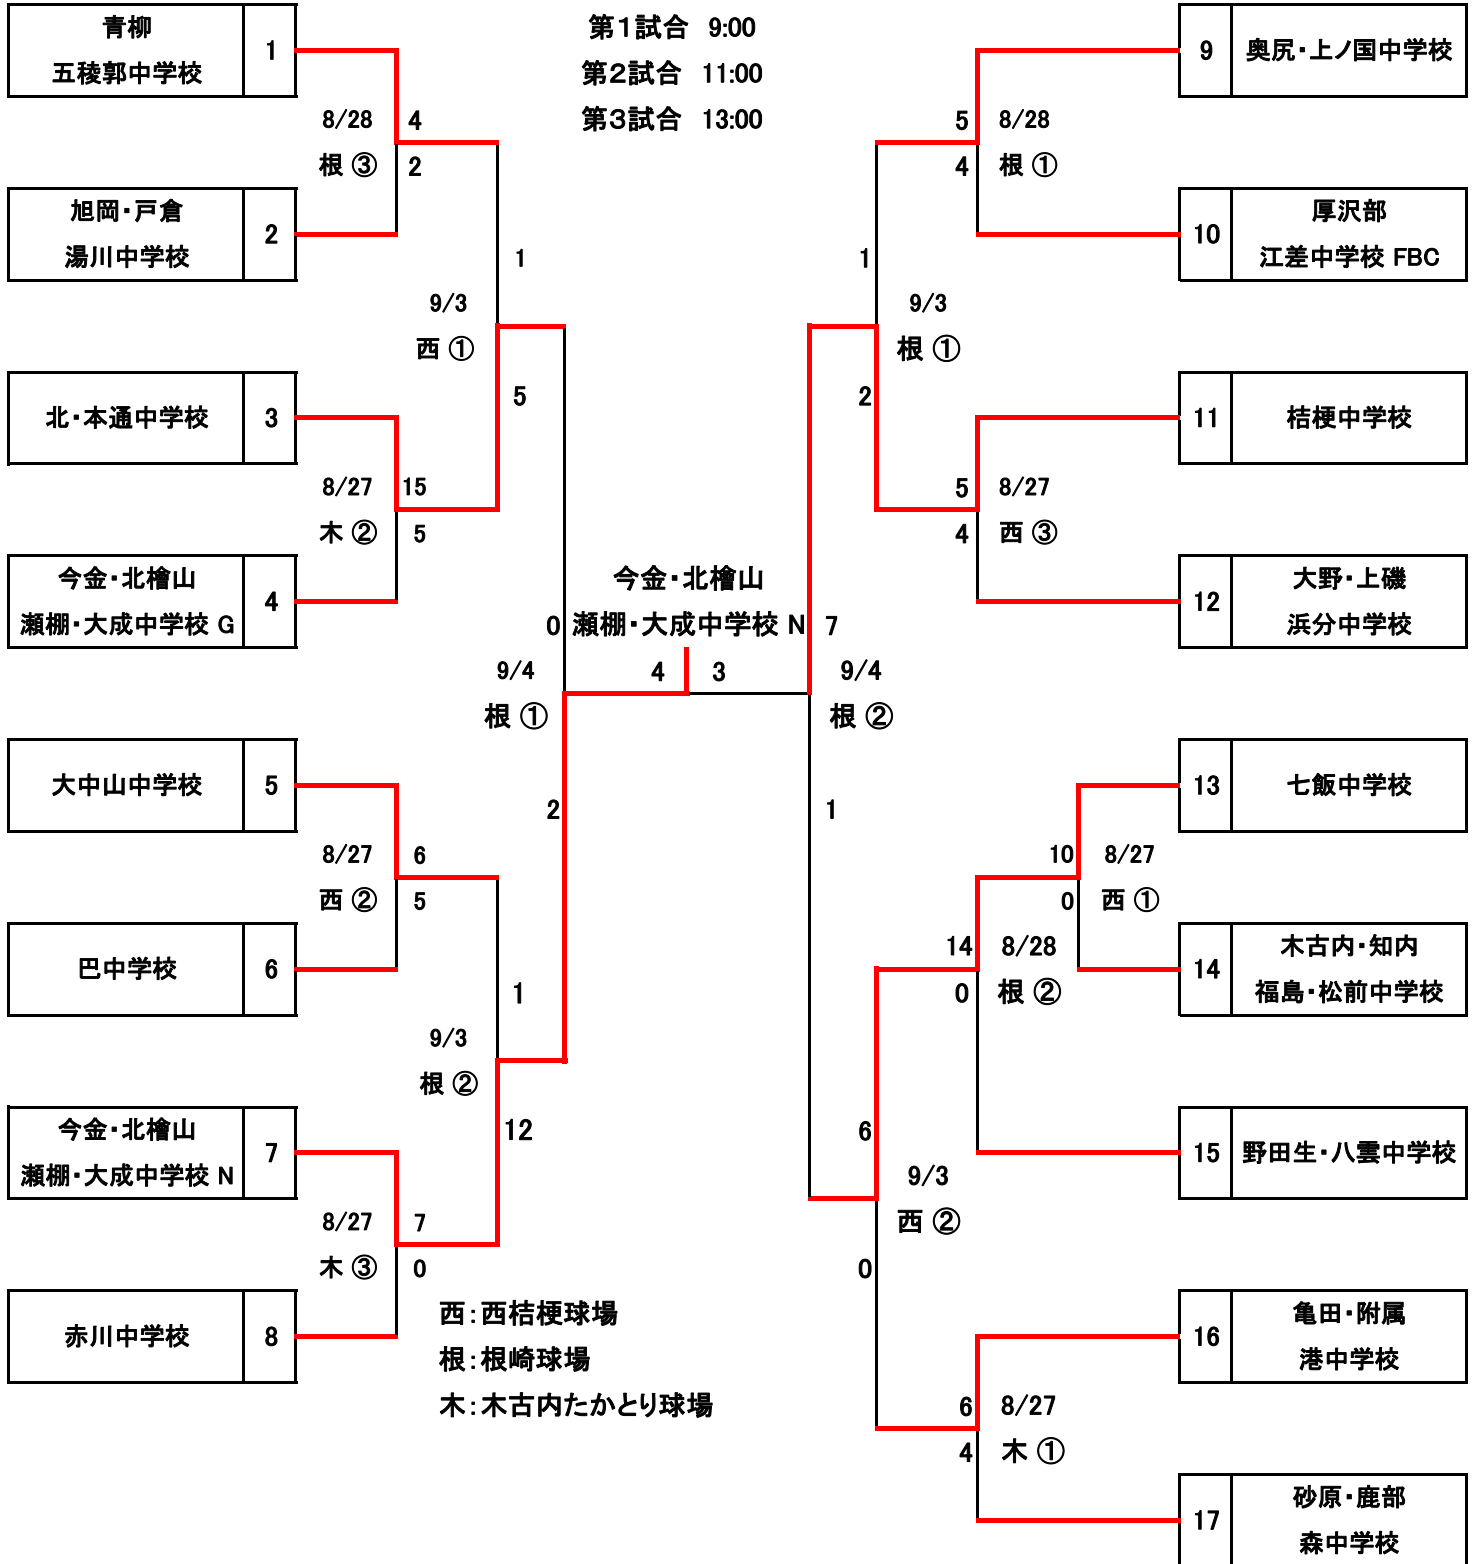 青柳
五稜郭中学校
1
第1試合 9:00
第2試合 11:00
第3試合 13:00
9
奥尻・上ノ国中学校
8/28
4
根 ③
2
5
8/28
4
根 ①
旭岡・戸倉
湯川中学校
2
10
厚沢部
江差中学校 FBC
1
9/3
西 ①
5
1
9/3
根 ①
2
北・本通中学校
3
11
桔梗中学校
8/27
15
木 ②
5
5
8/27
4
西 ③
今金・北檜山
瀬棚・大成中学校 G
4
12
大野・上磯
浜分中学校
今金・北檜山
瀬棚・大成中学校 N
0
7
9/4
4
3
9/4
根 ①
根 ②
2
1
大中山中学校
5
13
七飯中学校
8/27
6
西 ②
5
10
8/27
0
西 ①
巴中学校
6
14
木古内・知内
福島・松前中学校
14
8/28
0
根 ②
1
9/3
根 ②
12
6
9/3
西 ②
0
今金・北檜山
瀬棚・大成中学校 N
7
15
野田生・八雲中学校
8/27
7
木 ③
0
赤川中学校
8
16
亀田・附属
港中学校
西：西桔梗球場
根：根崎球場
木：木古内たかとり球場
6
8/27
4
木 ①
17
砂原・鹿部
森中学校